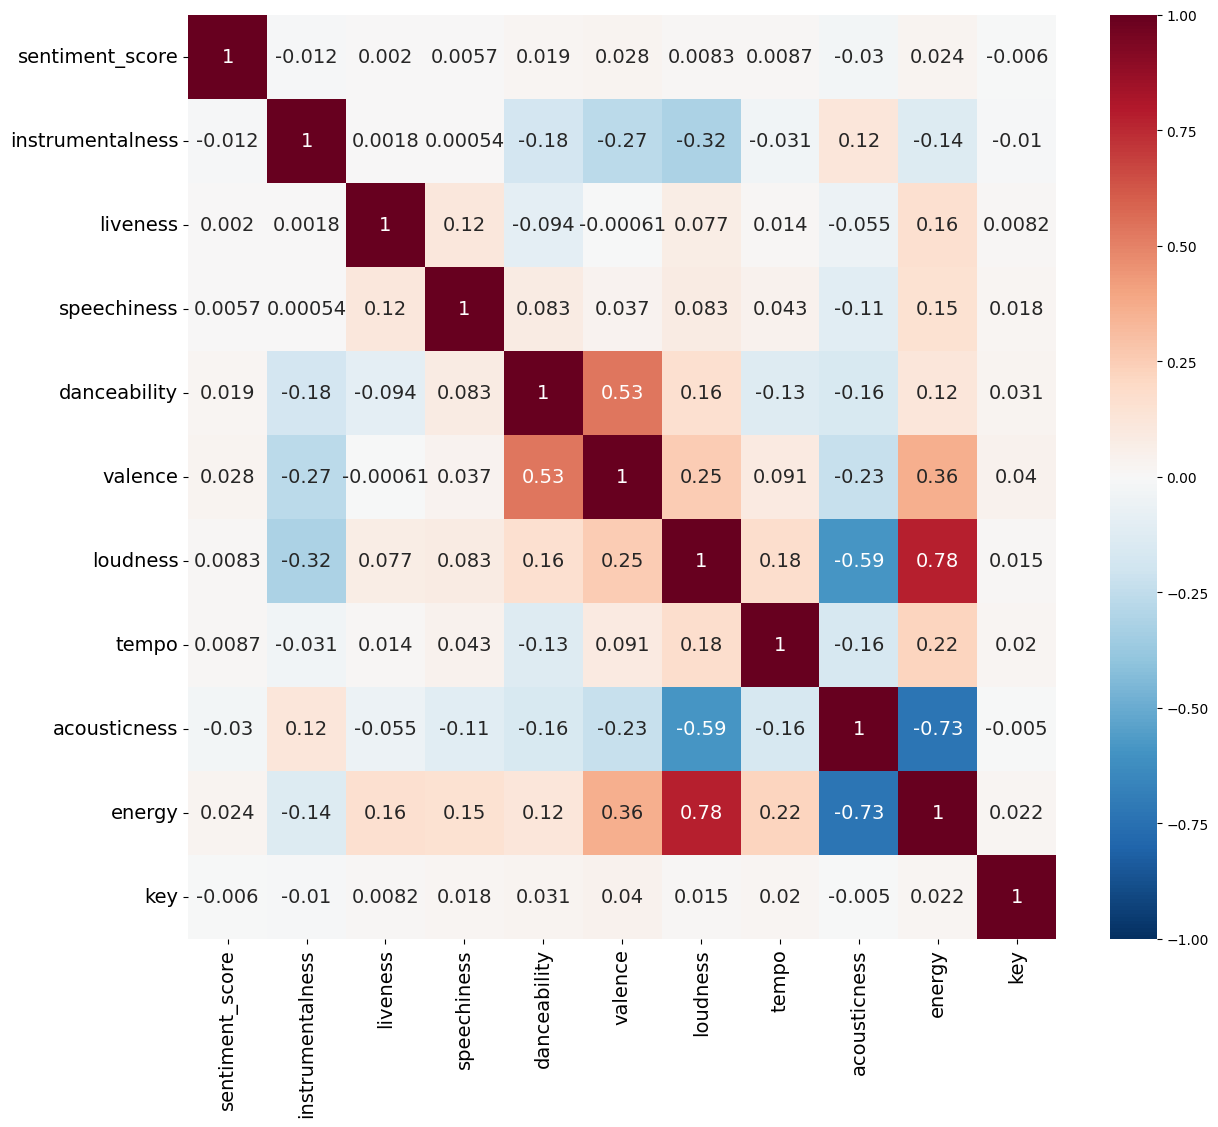 sentiment_score 1 -0.012 0.002 0.0057 0.019 0.028 0.0083 0.0087 -0.03 0.024 -0.006
instrumentalness -0.012 1 0.0018 0.00054 -0.18 -0.27 -0.32 -0.031 0.12 -0.14 -0.01
liveness 0.002 0.0018 1 0.12 -0.094 -0.00061 0.077 0.014 -0.055 0.16 0.0082
speechiness 0.0057 0.00054 0.12 1 0.083 0.037 0.083 0.043 -0.11 0.15 0.018
danceability 0.019 -0.18 -0.094 0.083 1 0.53 0.16 -0.13 -0.16 0.12 0.031
valence 0.028 -0.27 -0.00061 0.037 0.53 1 0.25 0.091 -0.23 0.36 0.04
loudness 0.0083 -0.32 0.077 0.083 0.16 0.25 1 0.18 -0.59 0.78 0.015
tempo 0.0087 -0.031 0.014 0.043 -0.13 0.091 0.18 1 -0.16 0.22 0.02
acousticness -0.03 0.12 -0.055 -0.11 -0.16 -0.23 -0.59 -0.16 1 -0.73 -0.005
energy 0.024 -0.14 0.16 0.15 0.12 0.36 0.78 0.22 -0.73 1 0.022
key -0.006 -0.01 0.0082 0.018 0.031 0.04 0.015 0.02 -0.005 0.022 1
sentiment_score
instrumentalness
liveness
speechiness
danceability
valence
loudness
tempo
acousticness
energy
key
1.00
0.75
0.50
0.25
0.00
−0.25
−0.50
−0.75
−1.00